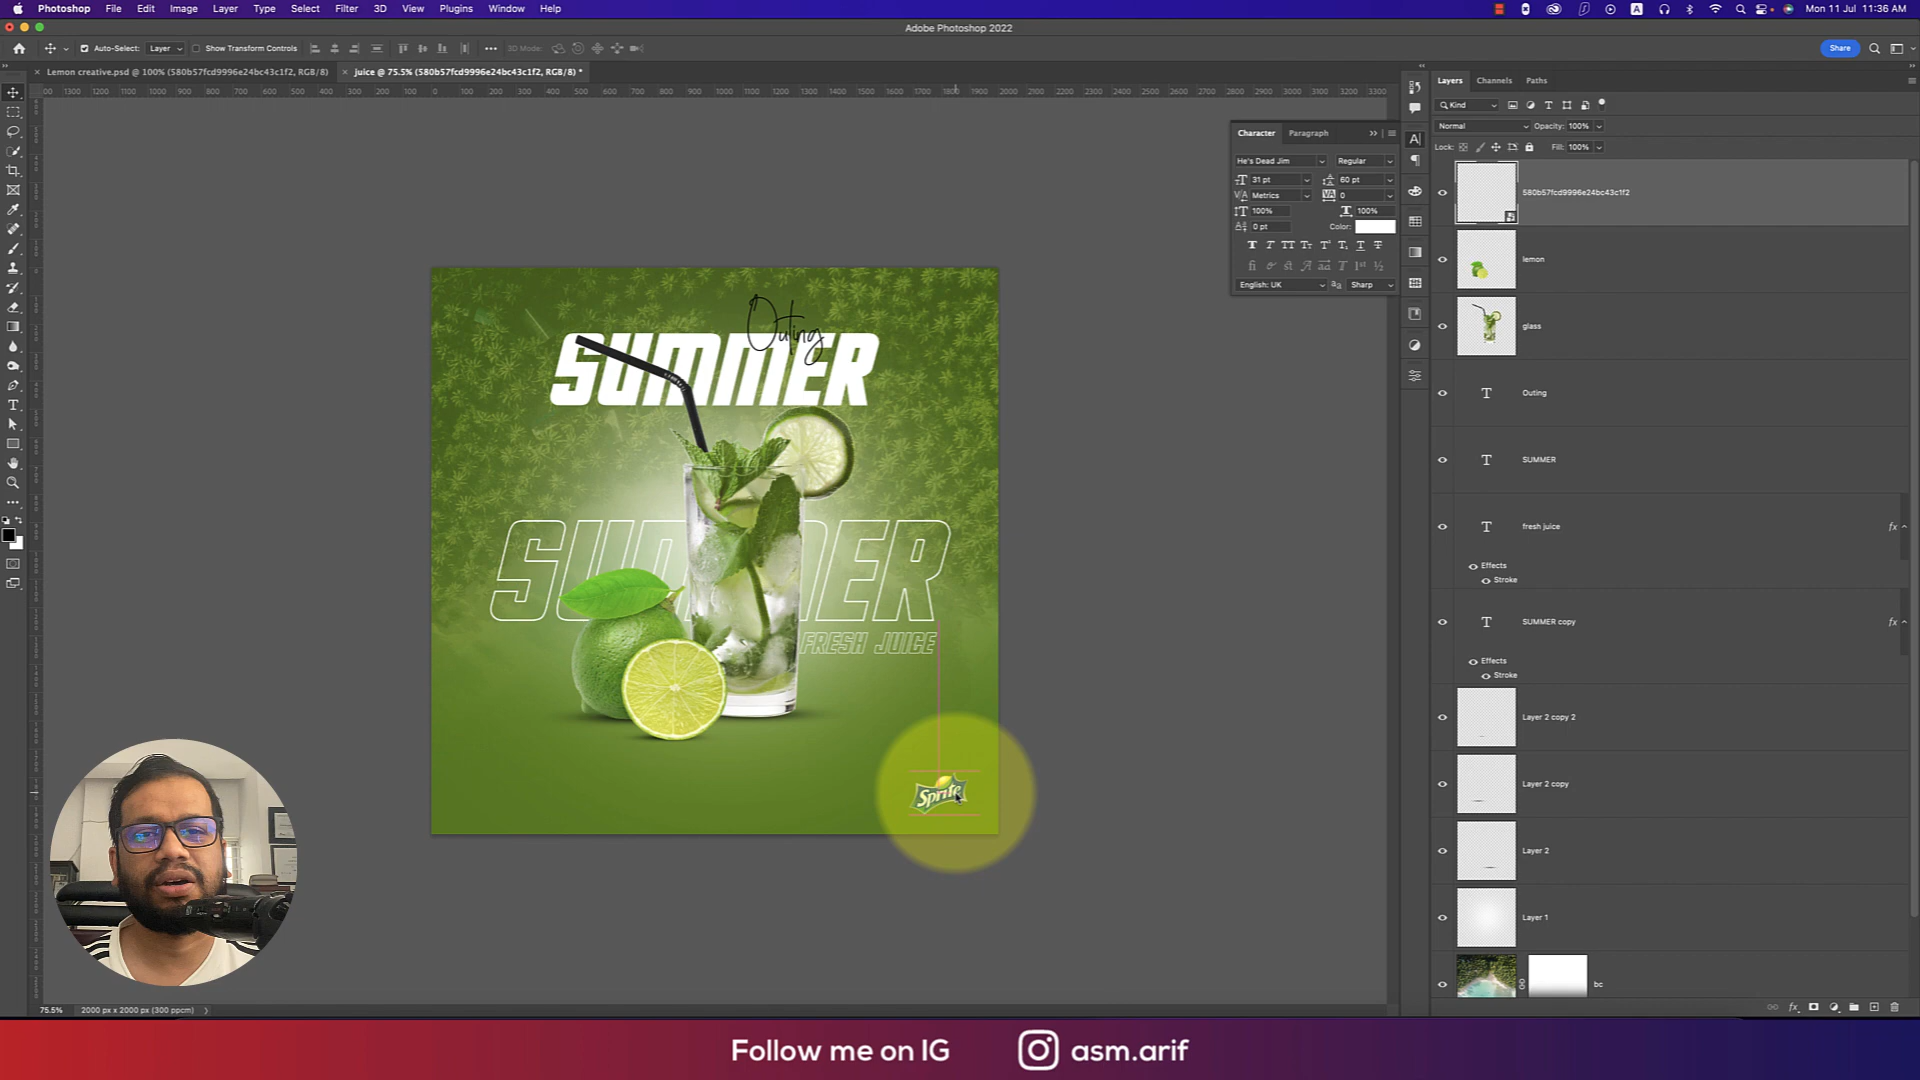 Photoshop File Edit Image Layer Type Select Filter 3D View Plugins Window Help
Mon 11 Jul 11:36 AM
Adobe Photoshop 2022
Auto-Select: Layer Show Transform Controls 3D Mode: Share
Lemon creative.psd @ 100% (580b57fcd9996e24bc43c1f2, RGB/8)
juice @ 75.5% (580b57fcd9996e24bc43c1f2, RGB/8) *
Character Paragraph
He's Dead Jim Regular
31 pt 60 pt
Metrics 0
100% 100%
0 pt Color:
English: UK Sharp
Layers Channels Paths
Kind
Normal Opacity: 100%
Lock: Fill: 100%
580b57fcd9996e24bc43c1f2
lemon
glass
Outing
SUMMER
fresh juice fx
Effects
Stroke
SUMMER copy fx
Effects
Stroke
Layer 2 copy 2
Layer 2 copy
Layer 2
Layer 1
bc
Outing
SUMMER
SUMMER
FRESH JUICE
Sprite
75.5% 2000 px x 2000 px (300 ppcm)
Follow me on IG asm.arif